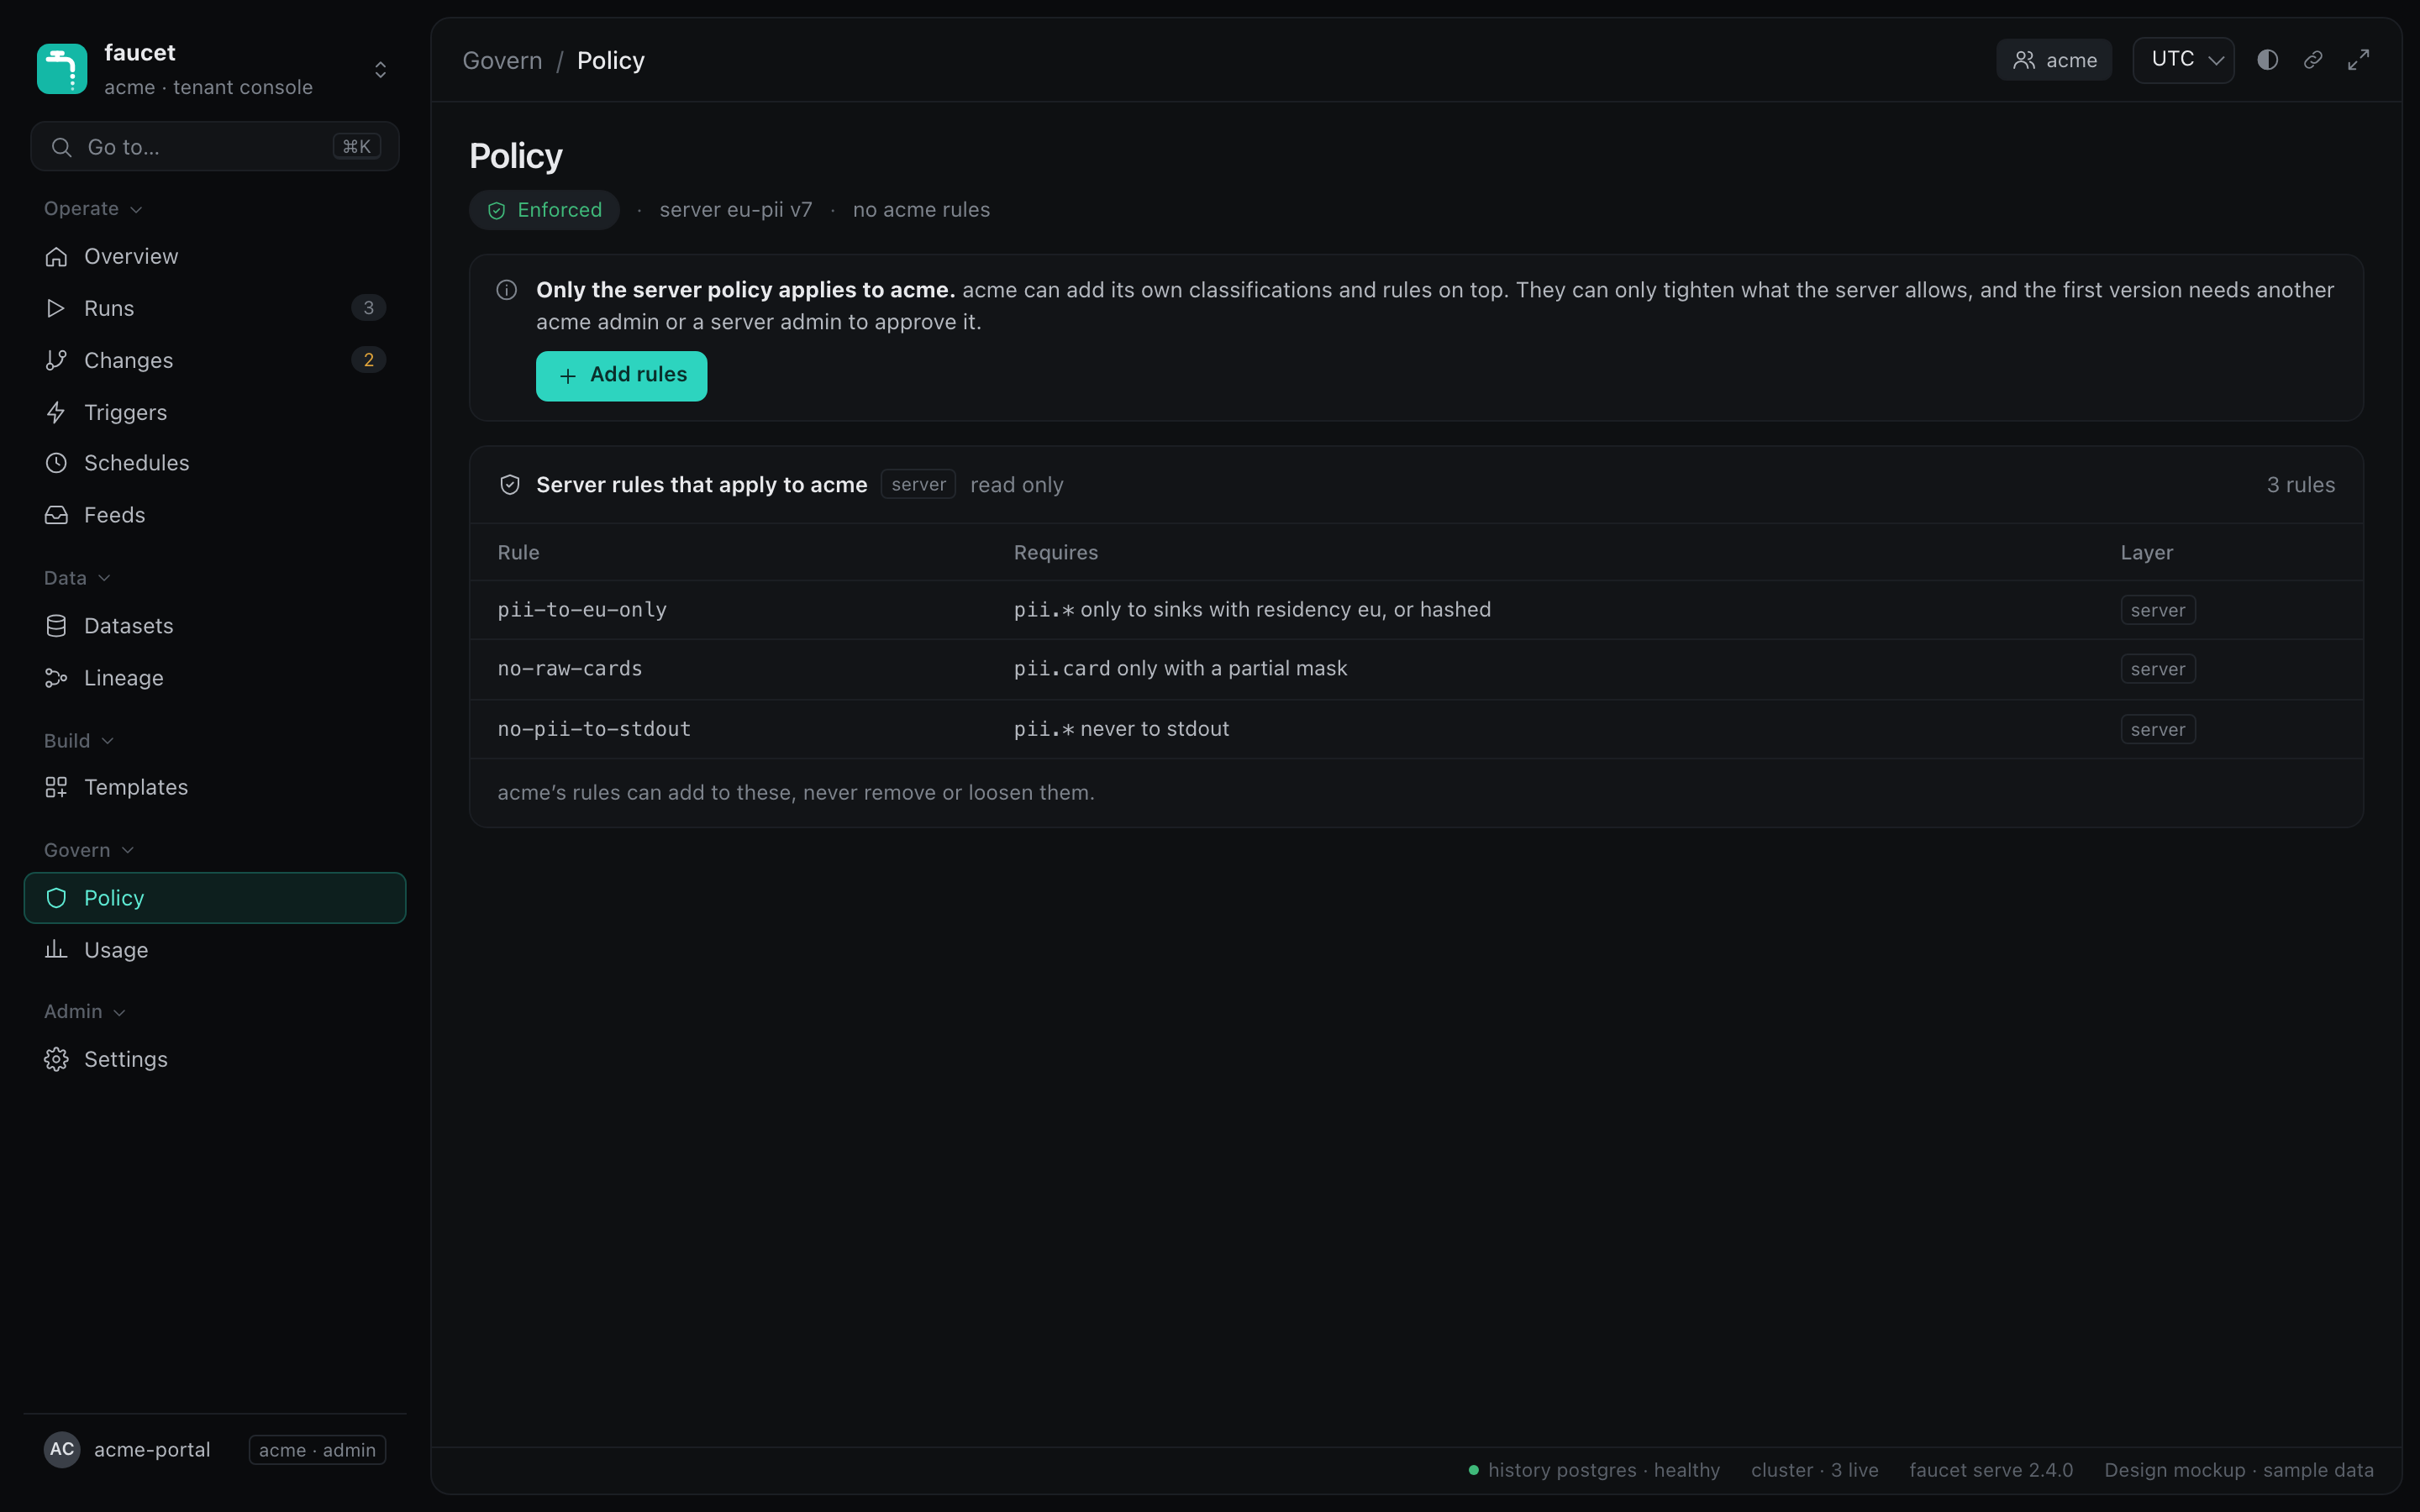 faucet
acme · tenant console
Go to...
⌘K
Operate
Overview
Runs 3
Changes 2
Triggers
Schedules
Feeds
Data
Datasets
Lineage
Build
Templates
Govern
Policy
Usage
Admin
Settings
AC acme-portal acme · admin
Govern / Policy
acme
UTC
Policy
Enforced · server eu-pii v7 · no acme rules
Only the server policy applies to acme. acme can add its own classifications and rules on top. They can only tighten what the server allows, and the first version needs another
acme admin or a server admin to approve it.
+ Add rules
Server rules that apply to acme server read only 3 rules
Rule Requires Layer
pii-to-eu-only pii.* only to sinks with residency eu, or hashed server
no-raw-cards pii.card only with a partial mask server
no-pii-to-stdout pii.* never to stdout server
acme’s rules can add to these, never remove or loosen them.
history postgres · healthy cluster · 3 live faucet serve 2.4.0 Design mockup · sample data